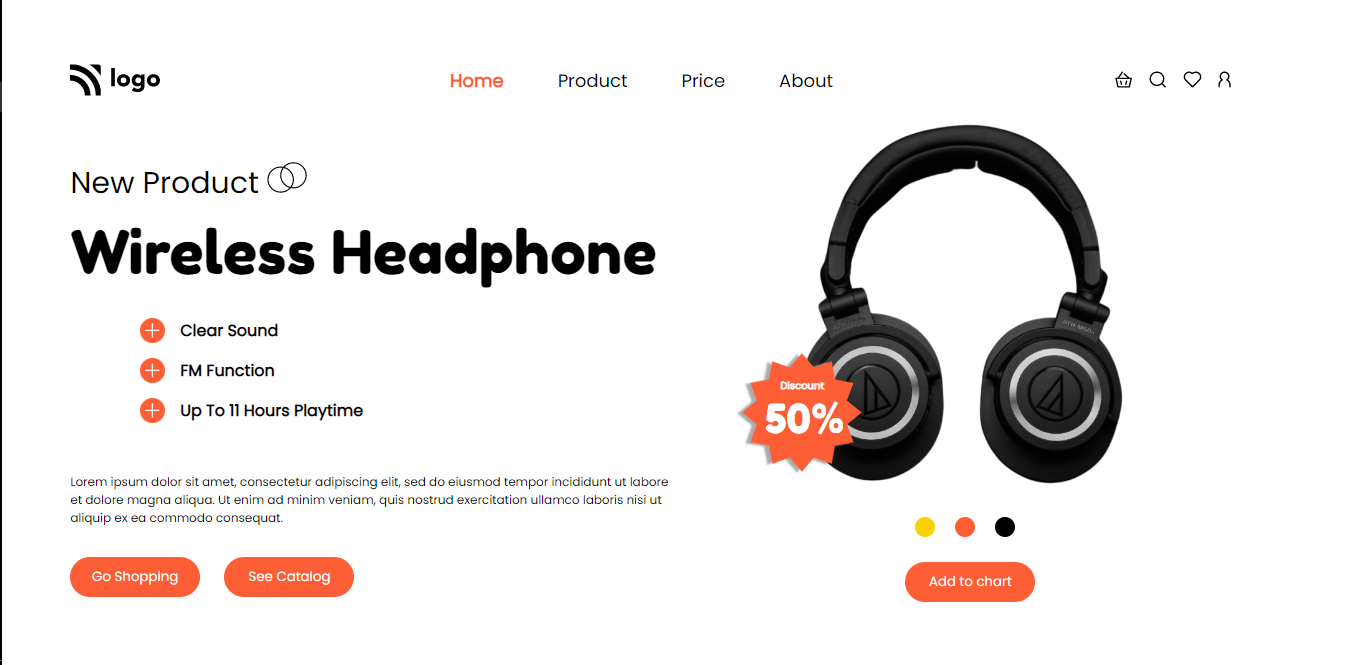 logo
Home Product Price About
New Product
Wireless Headphone
Clear Sound
FM Function
Up To 11 Hours Playtime
Discount
50%
Lorem ipsum dolor sit amet, consectetur adipiscing elit, sed do eiusmod tempor incididunt ut labore
et dolore magna aliqua. Ut enim ad minim veniam, quis nostrud exercitation ullamco laboris nisi ut
aliquip ex ea commodo consequat.
Go Shopping See Catalog
Add to chart